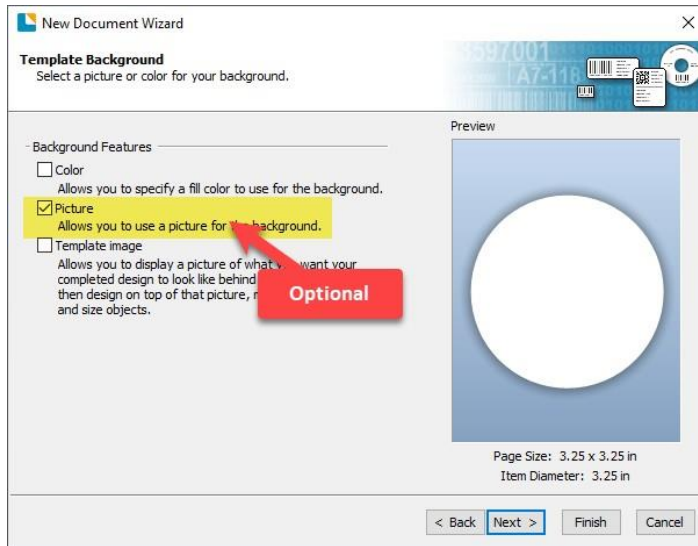 New Document Wizard
Template Background
Select a picture or color for your background.
3597001
A7-118
Preview
Background Features
Color
Allows you to specify a fill color to use for the background.
Picture
Allows you to use a picture for the background.
Template image
Allows you to display a picture of what you want your
completed design to look like behind
then design on top of that picture,
and size objects.
Optional
Page Size: 3.25 x 3.25 in
Item Diameter: 3.25 in
< Back
Next >
Finish
Cancel